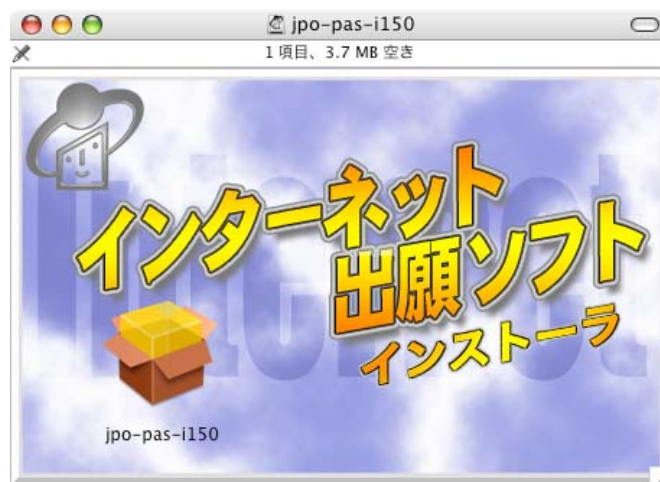 jpo-pas-i150
1 項目、3.7 MB 空き
Internet
インターネット
出願ソフト
インストーラ
jpo-pas-i150